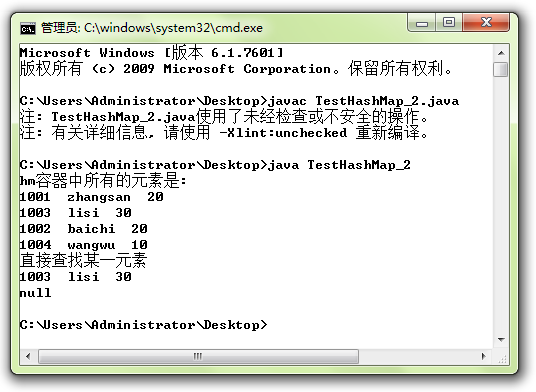 管理员: C:\windows\system32\cmd.exe
Microsoft Windows [版本 6.1.7601]
版权所有 (c) 2009 Microsoft Corporation。保留所有权利。
C:\Users\Administrator\Desktop>javac TestHashMap_2.java
注: TestHashMap_2.java使用了未经检查或不安全的操作。
注: 有关详细信息, 请使用 -Xlint:unchecked 重新编译。
C:\Users\Administrator\Desktop>java TestHashMap_2
hm容器中所有的元素是:
1001  zhangsan  20
1003  lisi  30
1002  baichi  20
1004  wangwu  10
直接查找某一元素
1003  lisi  30
null
C:\Users\Administrator\Desktop>